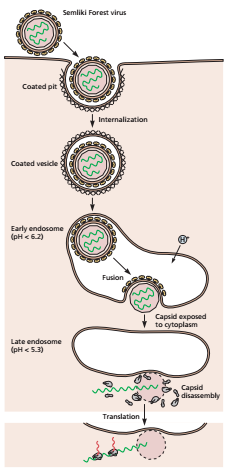 Semliki Forest virus
Coated pit
Internalization
Coated vesicle
Early endosome
(pH < 6.2)
H+
Fusion
Capsid exposed
to cytoplasm
Late endosome
(pH < 5.3)
Capsid
disassembly
Translation